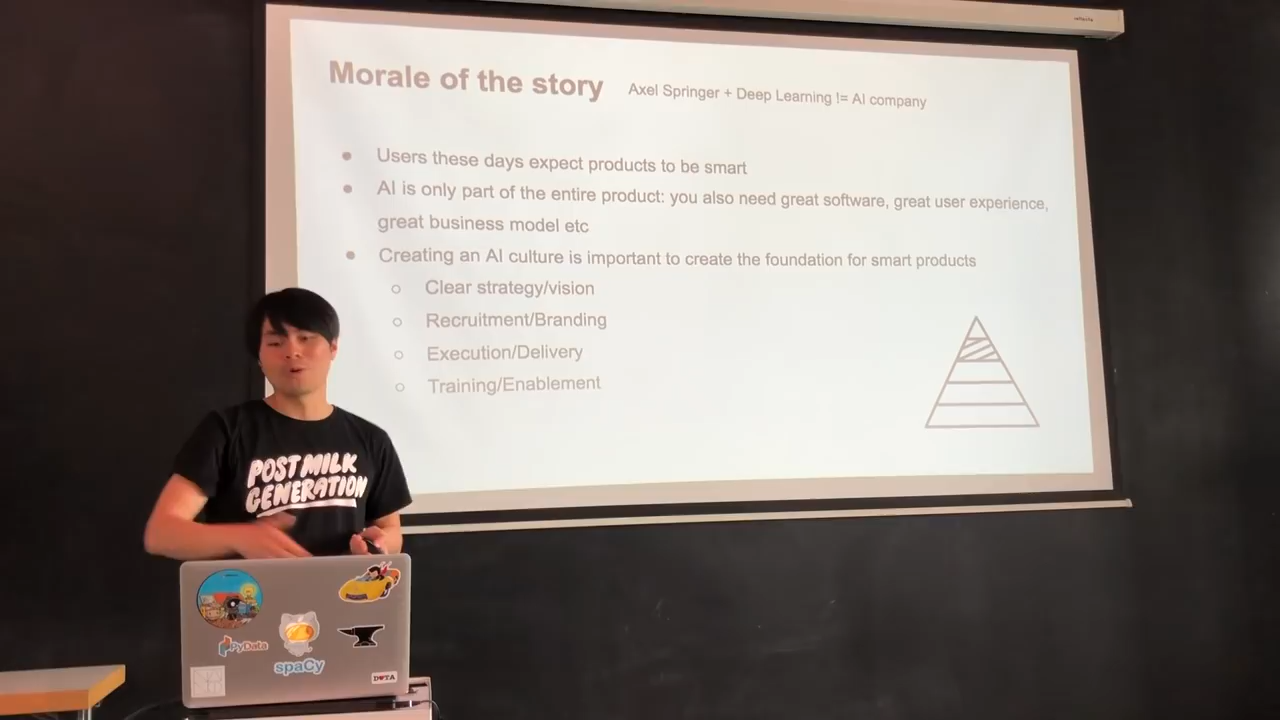 Morale of the story
Axel Springer + Deep Learning != AI company
Users these days expect products to be smart
AI is only part of the entire product: you also need great software, great user experience,
great business model etc
Creating an AI culture is important to create the foundation for smart products
Clear strategy/vision
Recruitment/Branding
Execution/Delivery
Training/Enablement
POST MILK
GENERATION
PyData
spaCy